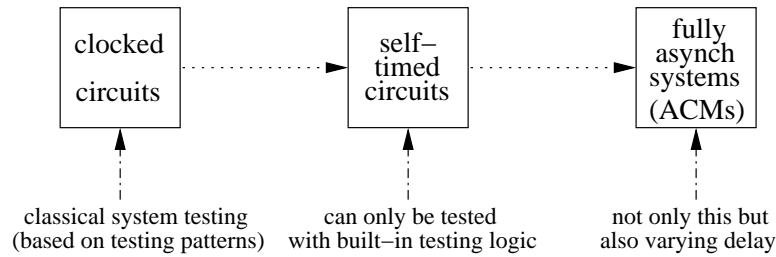 clocked
circuits
self−
timed
circuits
fully
asynch
systems
(ACMs)
classical system testing
(based on testing patterns)
can only be tested
with built−in testing logic
not only this but
also varying delay